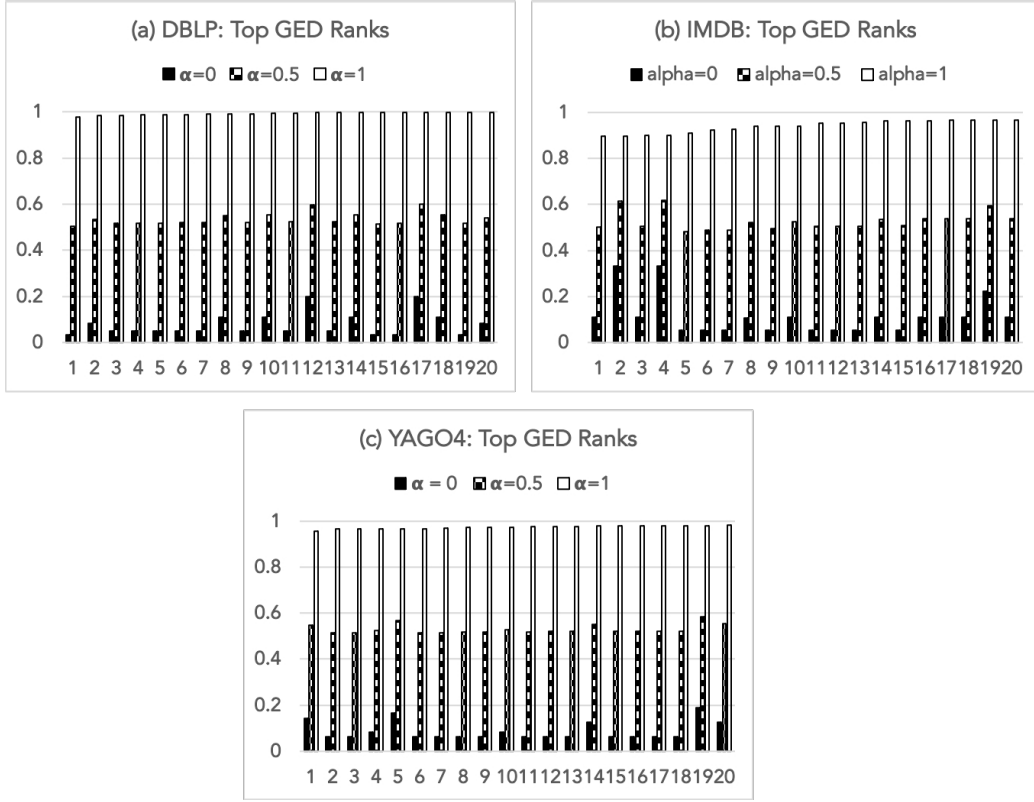 (a) DBLP: Top GED Ranks
α=0 α=0.5 α=1
1
0.8
0.6
0.4
0.2
0
1 2 3 4 5 6 7 8 9 10 11 12 13 14 15 16 17 18 19 20
(b) IMDB: Top GED Ranks
alpha=0 alpha=0.5 alpha=1
1
0.8
0.6
0.4
0.2
0
1 2 3 4 5 6 7 8 9 10 11 12 13 14 15 16 17 18 19 20
(c) YAGO4: Top GED Ranks
α = 0 α=0.5 α=1
1
0.8
0.6
0.4
0.2
0
1 2 3 4 5 6 7 8 9 10 11 12 13 14 15 16 17 18 19 20